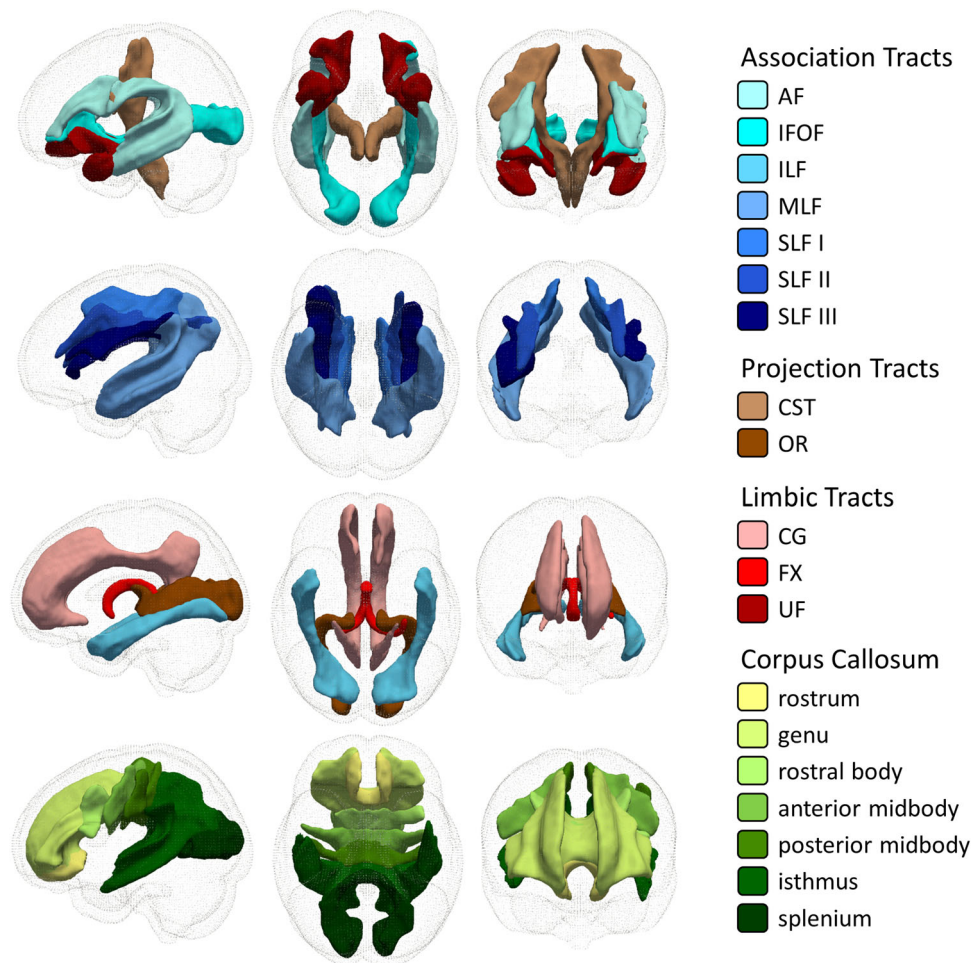 Association Tracts
AF
IFOF
ILF
MLF
SLF I
SLF II
SLF III
Projection Tracts
CST
OR
Limbic Tracts
CG
FX
UF
Corpus Callosum
rostrum
genu
rostral body
anterior midbody
posterior midbody
isthmus
splenium